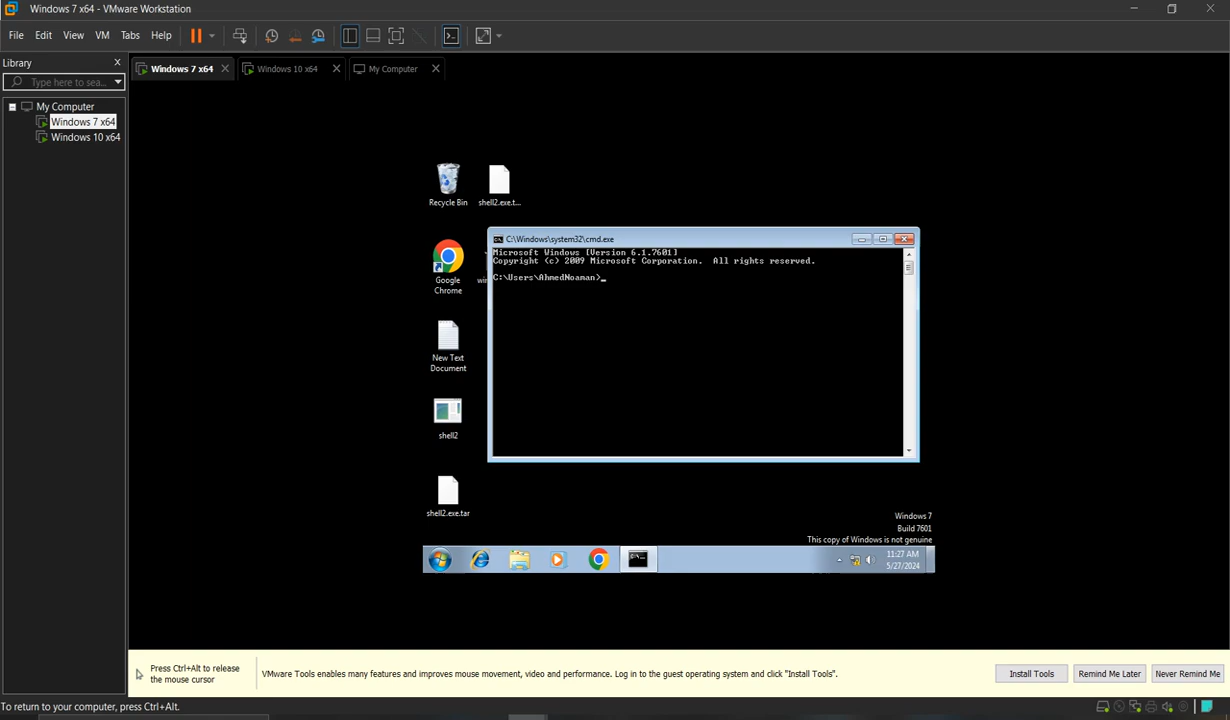 Windows 7 x64 - VMware Workstation
File Edit View VM Tabs Help
Library
Type here to sea...
My Computer
Windows 7 x64
Windows 10 x64
Windows 7 x64
Windows 10 x64
My Computer
Recycle Bin
shell2.exe.t...
Google
Chrome
win
New Text
Document
shell2
shell2.exe.tar
C:\Windows\system32\cmd.exe
Microsoft Windows [Version 6.1.7601]
Copyright (c) 2009 Microsoft Corporation.  All rights reserved.
C:\Users\AhmedNoaman>_
Windows 7
Build 7601
This copy of Windows is not genuine
11:27 AM
5/27/2024
Press Ctrl+Alt to release
the mouse cursor
VMware Tools enables many features and improves mouse movement, video and performance. Log in to the guest operating system and click "Install Tools".
Install Tools
Remind Me Later
Never Remind Me
To return to your computer, press Ctrl+Alt.